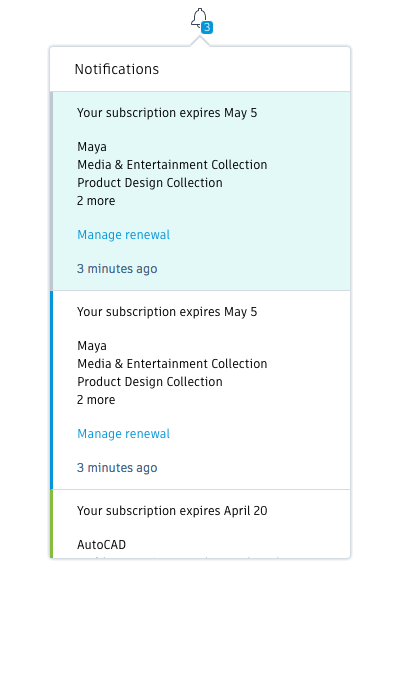 3
Notifications
Your subscription expires May 5
Maya
Media & Entertainment Collection
Product Design Collection
2 more
Manage renewal
3 minutes ago
Your subscription expires May 5
Maya
Media & Entertainment Collection
Product Design Collection
2 more
Manage renewal
3 minutes ago
Your subscription expires April 20
AutoCAD